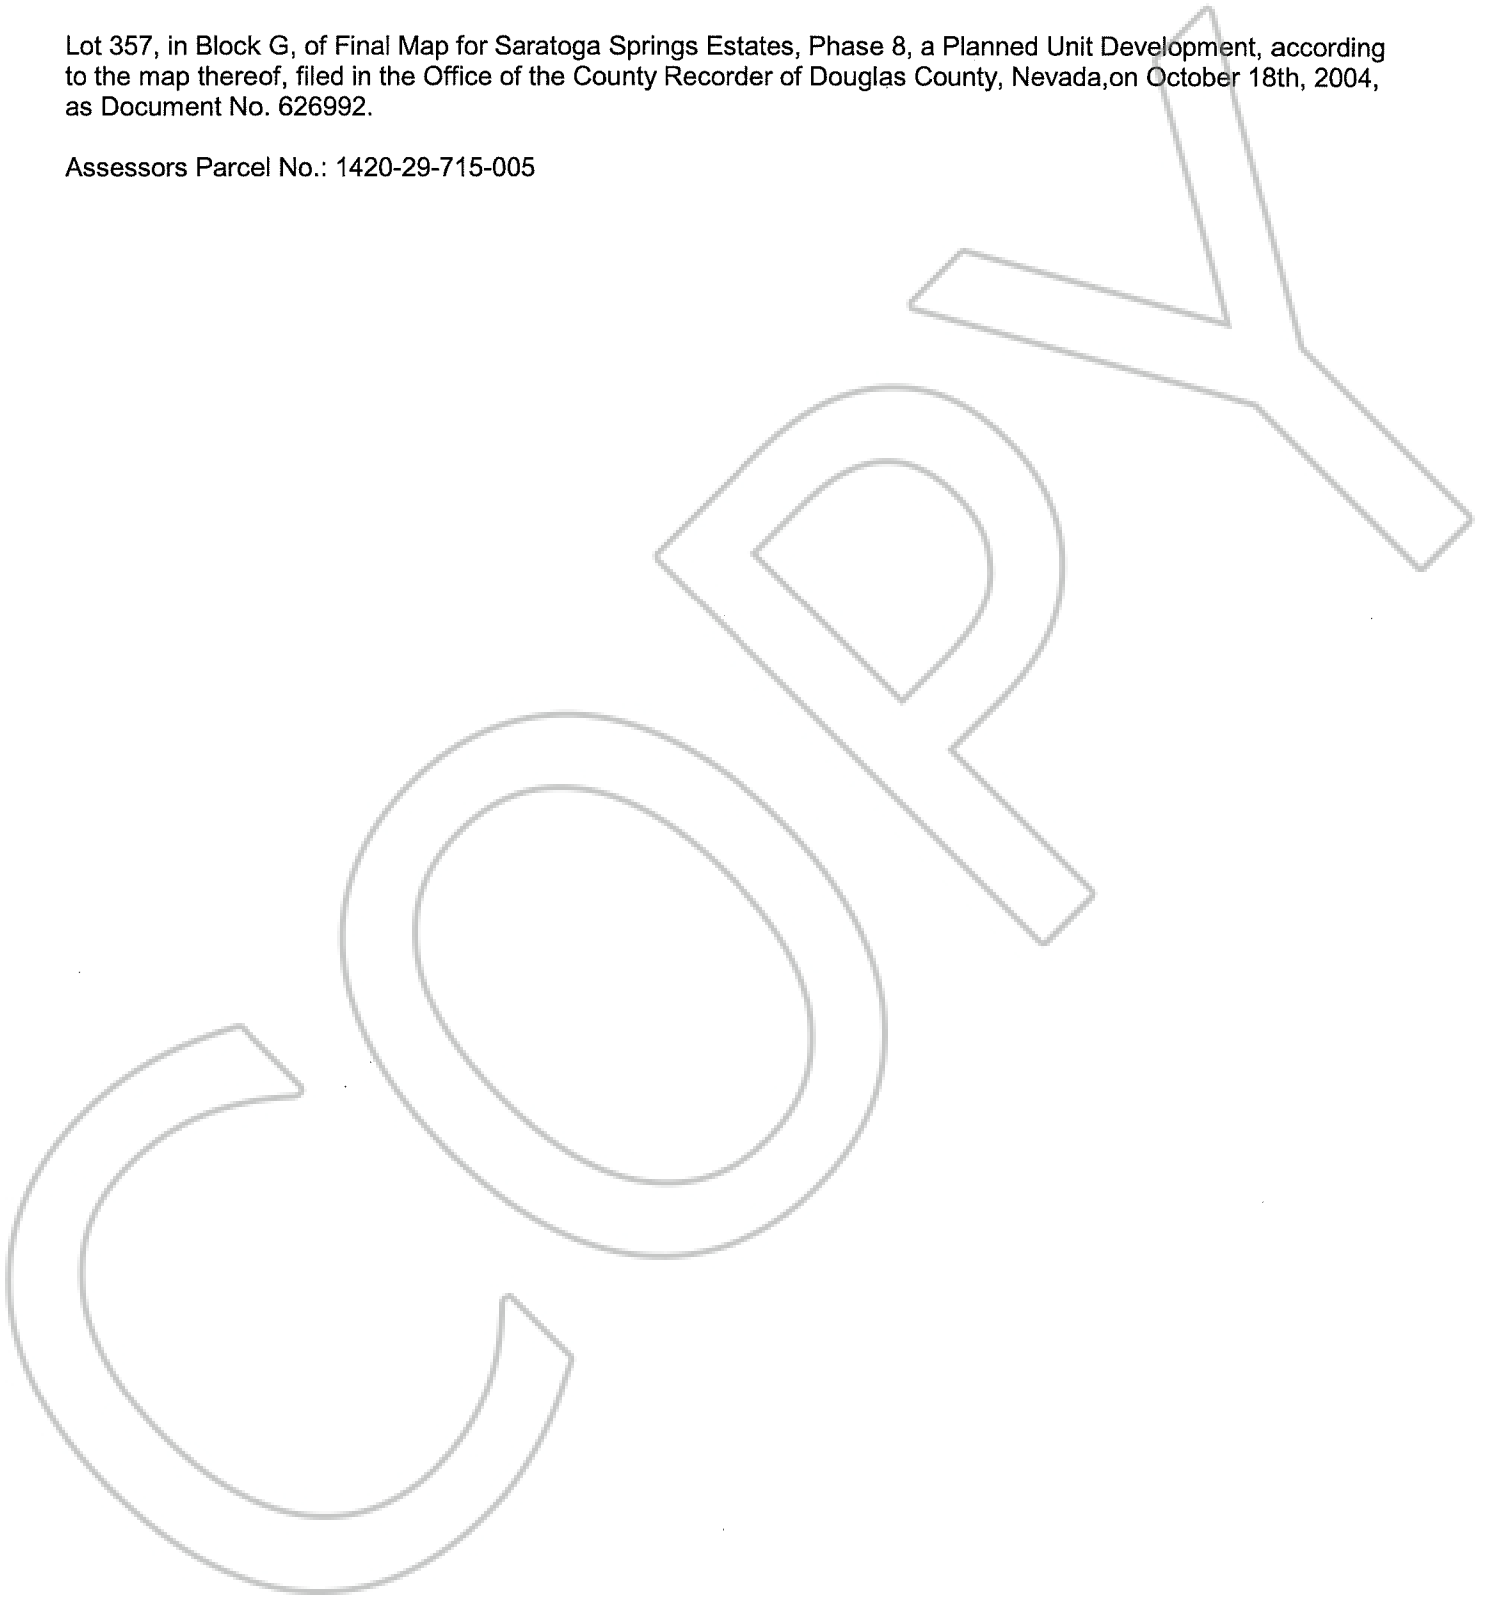 Lot 357, in Block G, of Final Map for Saratoga Springs Estates, Phase 8, a Planned Unit Development, according
to the map thereof, filed in the Office of the County Recorder of Douglas County, Nevada,on October 18th, 2004,
as Document No. 626992.
Assessors Parcel No.: 1420-29-715-005
COPY